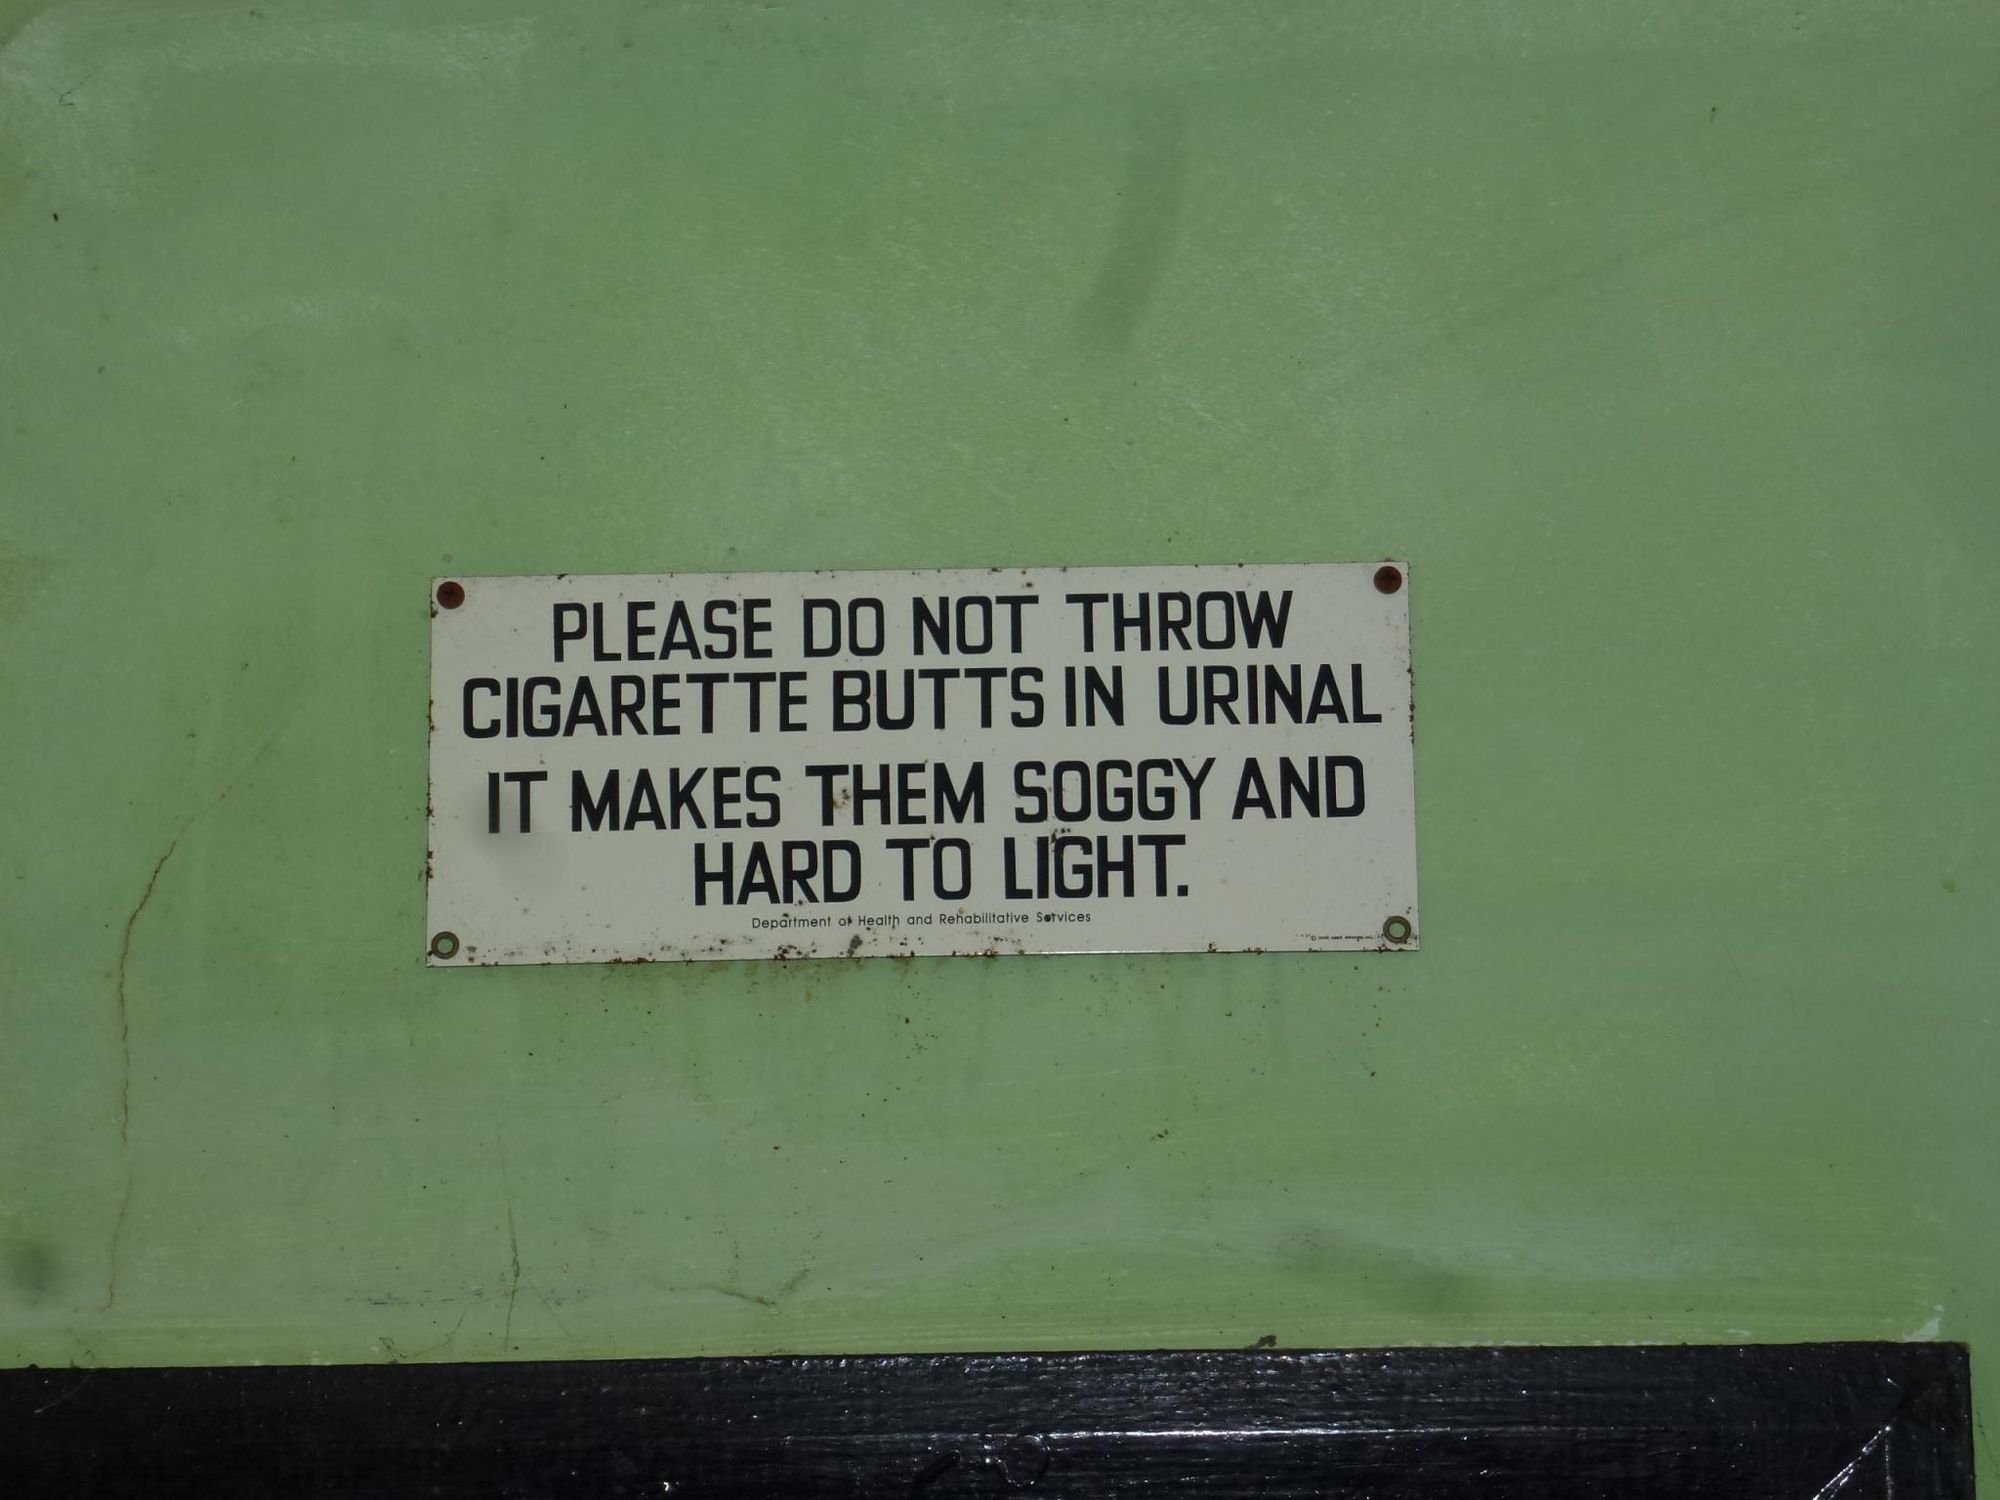 PLEASE DO NOT THROW
CIGARETTE BUTTS IN URINAL
IT MAKES THEM SOGGY AND
HARD TO LIGHT.
Department of Health and Rehabilitative Services